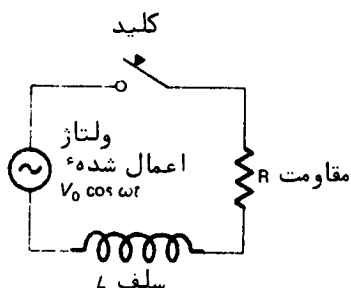 کلید
ولتاژ
اعمال شدهٔ
V₀ cos ωt
مقاومت R
سلف L